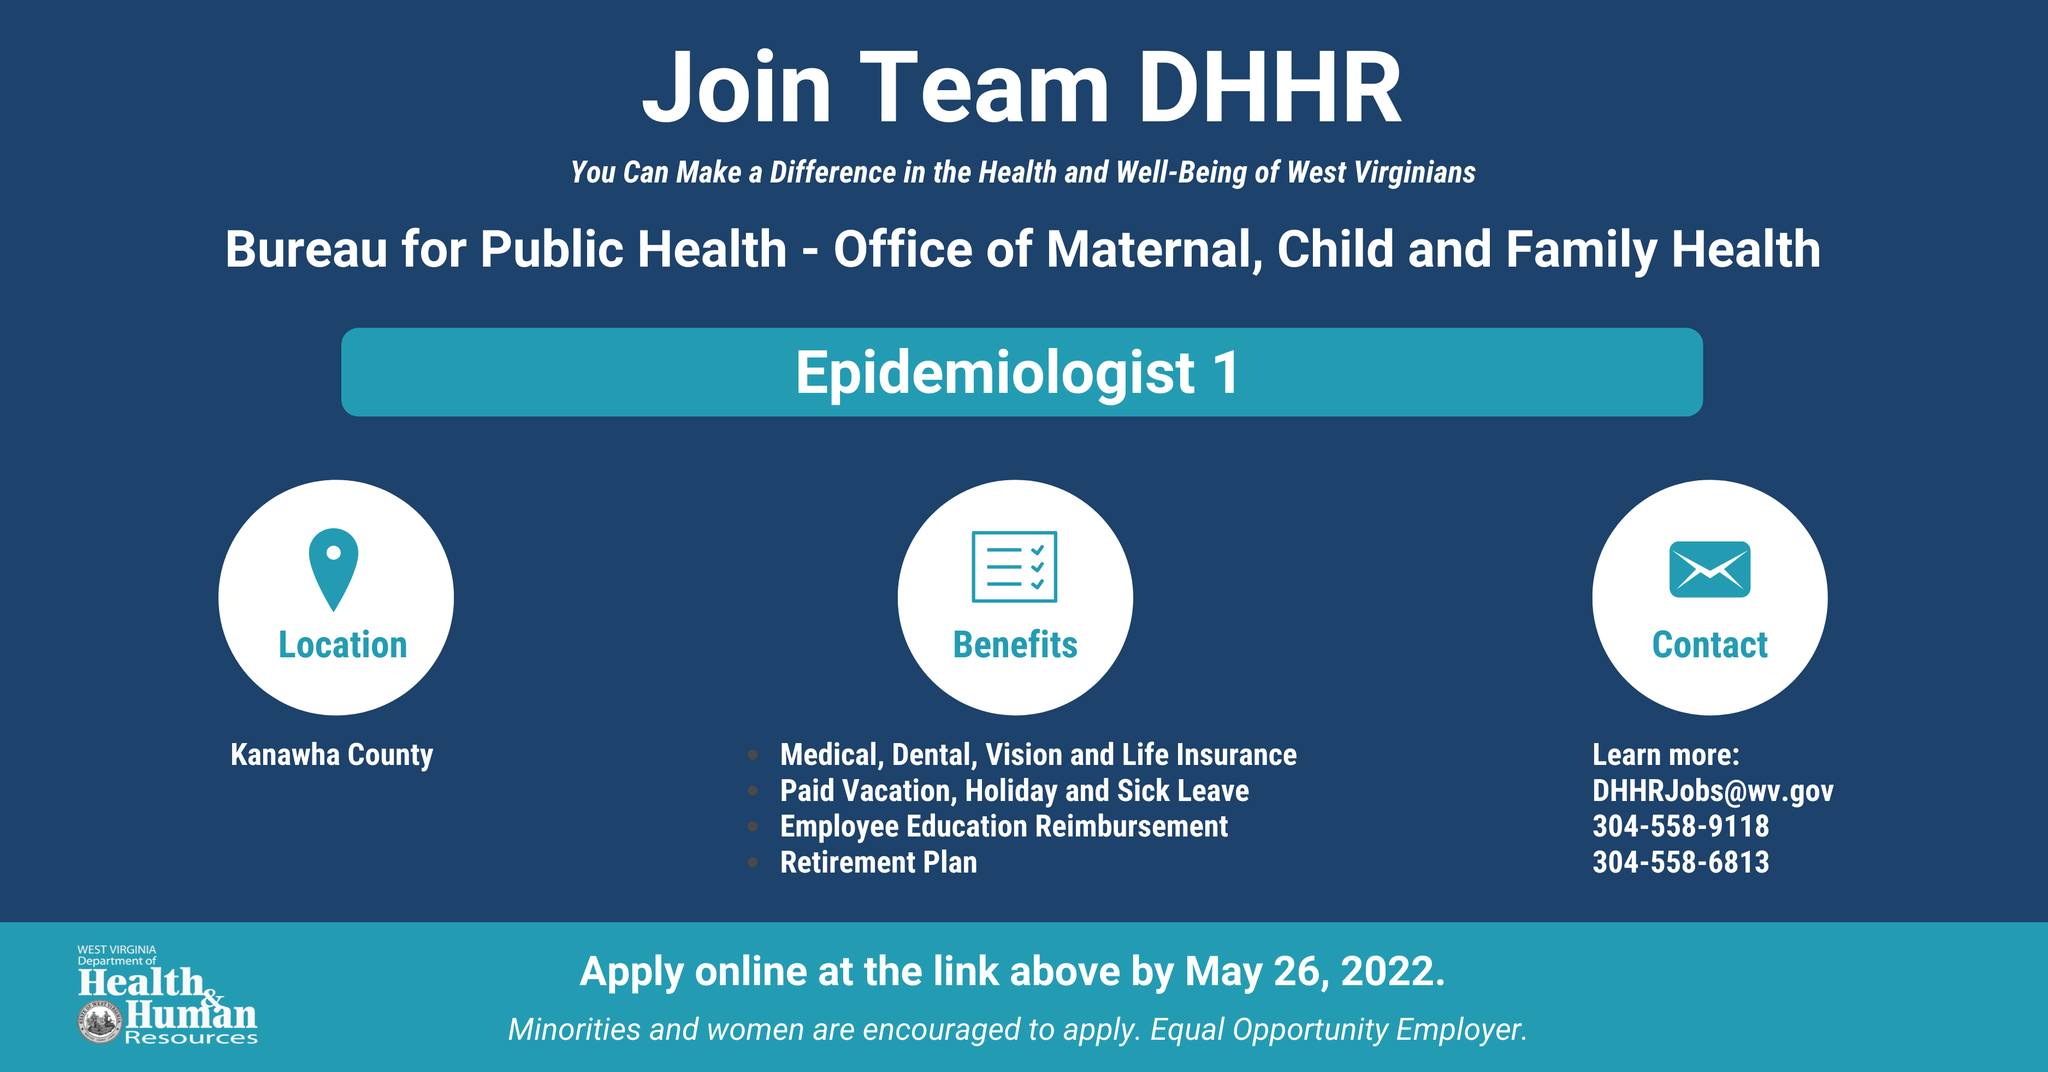 Join Team DHHR
You Can Make a Difference in the Health and Well-Being of West Virginians
Bureau for Public Health - Office of Maternal, Child and Family Health
Epidemiologist 1
Location
Kanawha County
Benefits
Medical, Dental, Vision and Life Insurance
Paid Vacation, Holiday and Sick Leave
Employee Education Reimbursement
Retirement Plan
Contact
Learn more:
DHHRJobs@wv.gov
304-558-9118
304-558-6813
WEST VIRGINIA
Department of
Health
&
Human
Resources
Apply online at the link above by May 26, 2022.
Minorities and women are encouraged to apply. Equal Opportunity Employer.